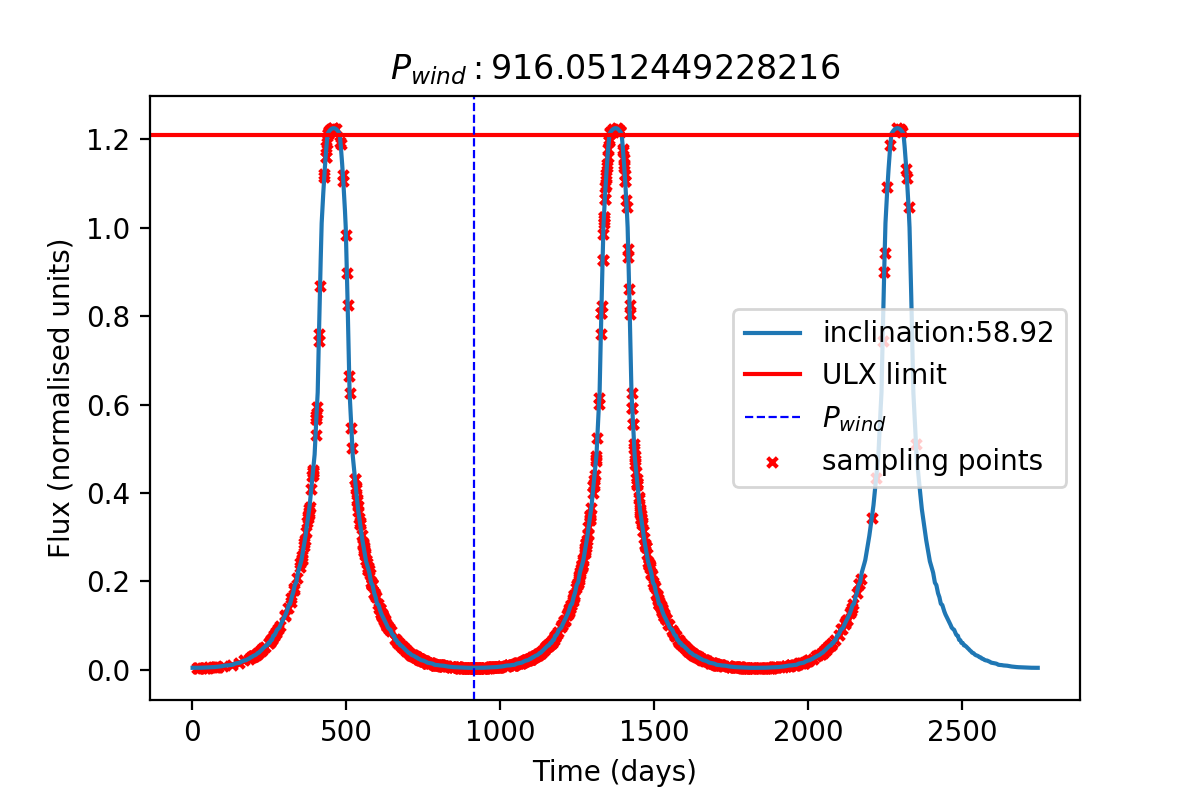 P_wind : 916.0512449228216
Flux (normalised units)
1.2
1.0
0.8
0.6
0.4
0.2
0.0
inclination:58.92
ULX limit
P_wind
sampling points
0 500 1000 1500 2000 2500
Time (days)